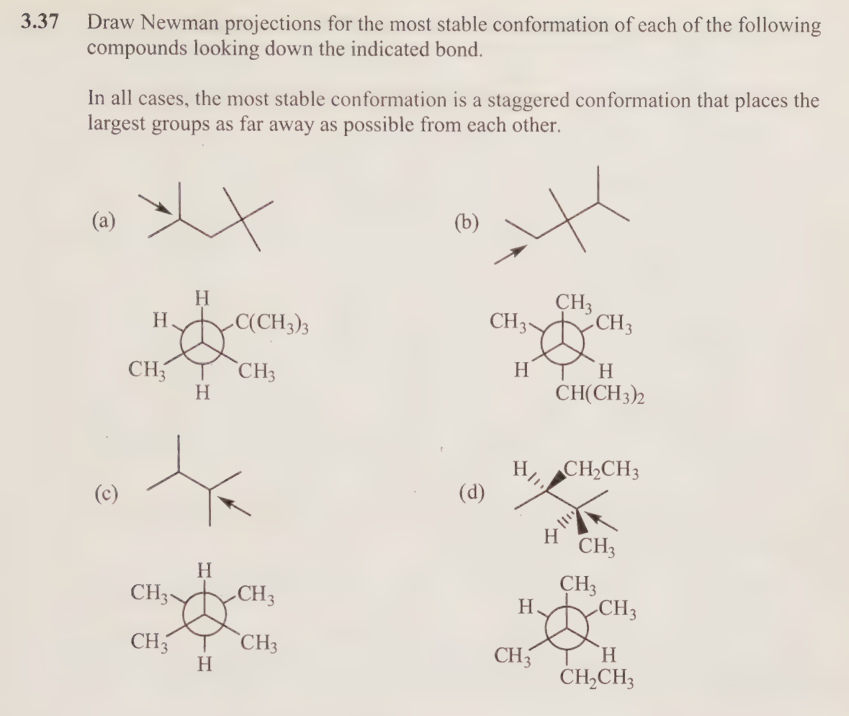 3.37 Draw Newman projections for the most stable conformation of each of the following
compounds looking down the indicated bond.
In all cases, the most stable conformation is a staggered conformation that places the
largest groups as far away as possible from each other.
(a)
(b)
H
H C(CH3)3
CH3 CH3
H
CH3
CH3 CH3
H H
CH(CH3)2
(c)
(d)
H CH2CH3
H CH3
H
CH3 CH3
CH3 CH3
H
CH3
H CH3
CH3 H
CH2CH3